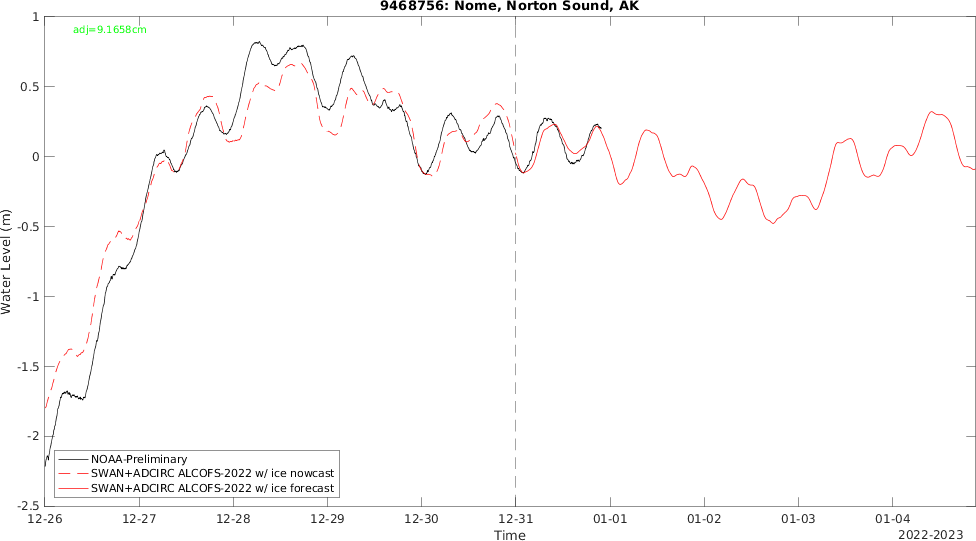 9468756: Nome, Norton Sound, AK
adj=9.1658cm
1
0.5
0
-0.5
-1
-1.5
-2
-2.5
Water Level (m)
NOAA-Preliminary
SWAN+ADCIRC ALCOFS-2022 w/ ice nowcast
SWAN+ADCIRC ALCOFS-2022 w/ ice forecast
12-26 12-27 12-28 12-29 12-30 12-31 01-01 01-02 01-03 01-04
Time
2022-2023